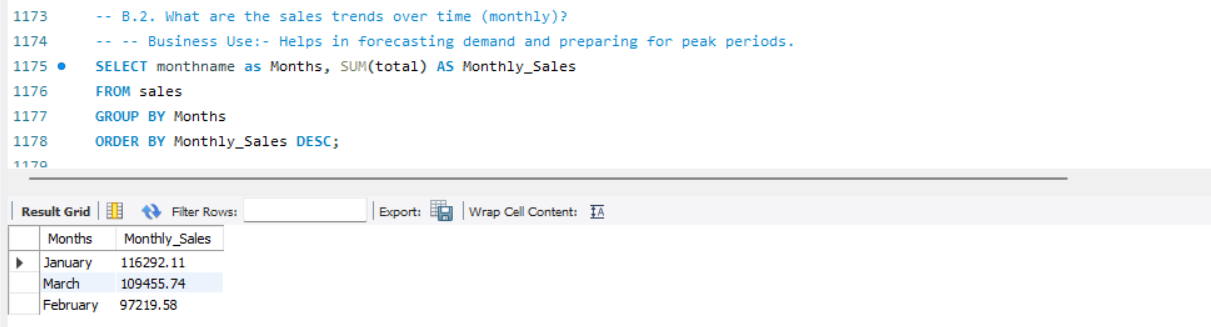 1173 -- B.2. What are the sales trends over time (monthly)?
1174 -- -- Business Use:- Helps in forecasting demand and preparing for peak periods.
1175 SELECT monthname as Months, SUM(total) AS Monthly_Sales
1176 FROM sales
1177 GROUP BY Months
1178 ORDER BY Monthly_Sales DESC;
1179
Result Grid Filter Rows: Export: Wrap Cell Content: IA
Months Monthly_Sales
January 116292.11
March 109455.74
February 97219.58